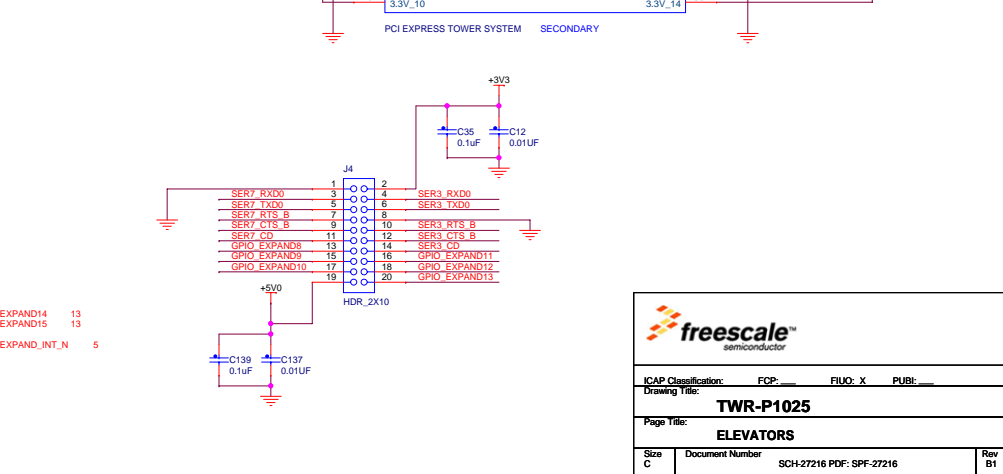 3.3V_10 3.3V_14
PCI EXPRESS TOWER SYSTEM SECONDARY
+3V3
C35 C12
0.1uF 0.01UF
J4
1 2
SER7_RXD0 3 4 SER3_RXD0
SER7_TXD0 5 6 SER3_TXD0
SER7_RTS_B 7 8
SER7_CTS_B 9 10 SER3_RTS_B
SER7_CD 11 12 SER3_CTS_B
GPIO_EXPAND8 13 14 SER3_CD
GPIO_EXPAND9 15 16 GPIO_EXPAND11
GPIO_EXPAND10 17 18 GPIO_EXPAND12
19 20 GPIO_EXPAND13
+5V0
HDR_2X10
EXPAND14 13
EXPAND15 13
EXPAND_INT_N 5
C139 C137
0.1uF 0.01UF
freescale™
semiconductor
ICAP Classification: FCP: ___ FIUO: X PUBI: ___
Drawing Title:
TWR-P1025
Page Title:
ELEVATORS
Size Document Number Rev
C SCH-27216 PDF: SPF-27216 B1